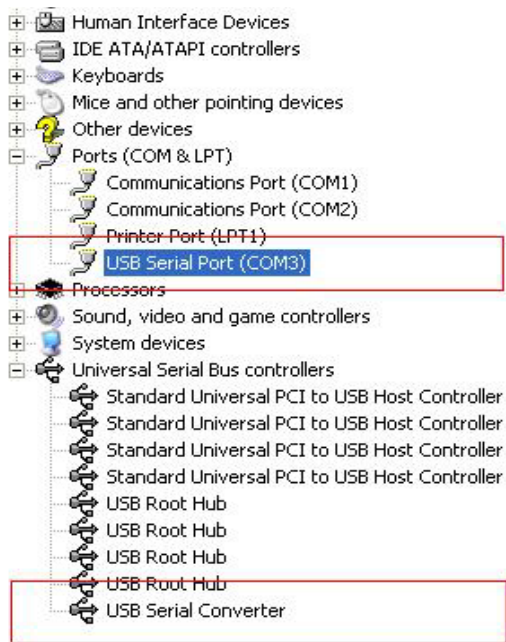 Human Interface Devices
IDE ATA/ATAPI controllers
Keyboards
Mice and other pointing devices
Other devices
Ports (COM & LPT)
Communications Port (COM1)
Communications Port (COM2)
Printer Port (LPT1)
USB Serial Port (COM3)
Processors
Sound, video and game controllers
System devices
Universal Serial Bus controllers
Standard Universal PCI to USB Host Controller
Standard Universal PCI to USB Host Controller
Standard Universal PCI to USB Host Controller
Standard Universal PCI to USB Host Controller
USB Root Hub
USB Root Hub
USB Root Hub
USB Root Hub
USB Serial Converter